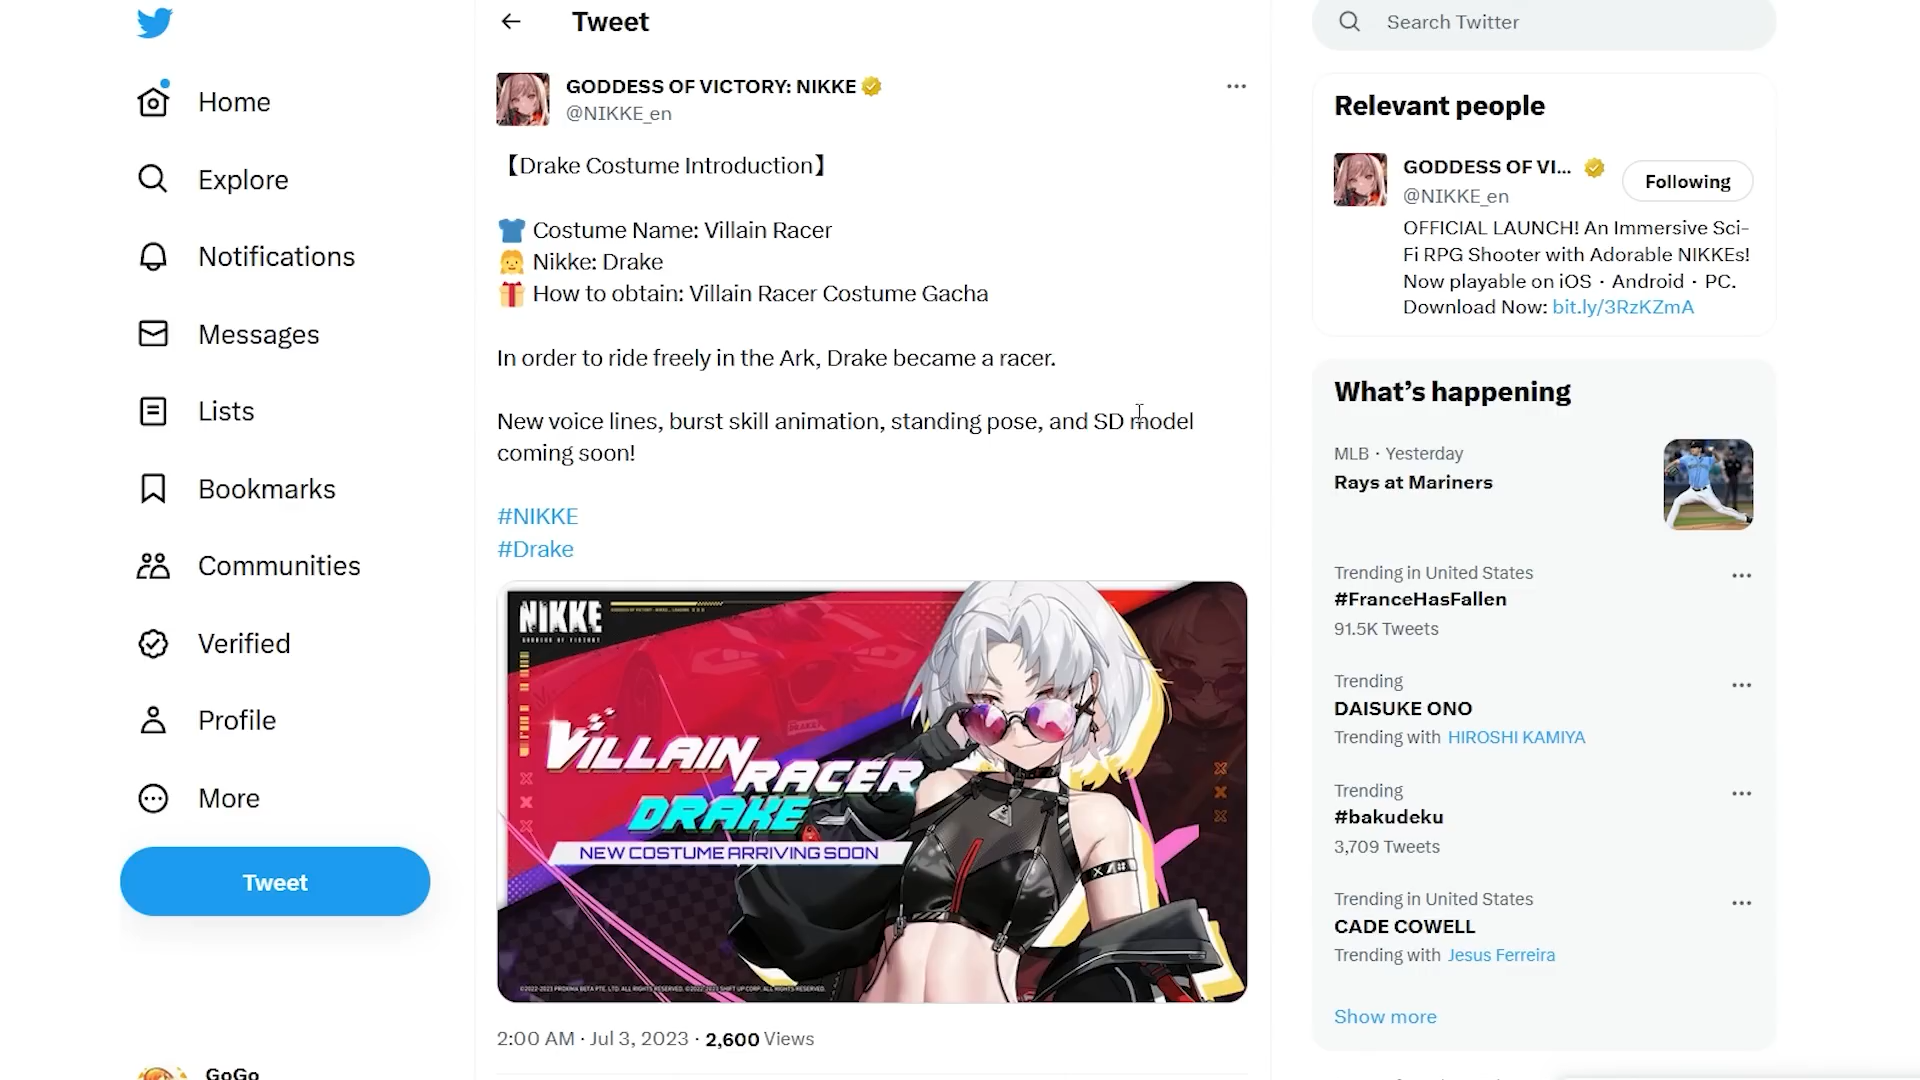 Tweet
Search Twitter
Home
Explore
Notifications
Messages
Lists
Bookmarks
Communities
Verified
Profile
More
Tweet
GoGo
GODDESS OF VICTORY: NIKKE
@NIKKE_en
【Drake Costume Introduction】
Costume Name: Villain Racer
Nikke: Drake
How to obtain: Villain Racer Costume Gacha
In order to ride freely in the Ark, Drake became a racer.
New voice lines, burst skill animation, standing pose, and SD model
coming soon!
#NIKKE
#Drake
NIKKE
GODDESS OF VICTORY
VILLAIN
RACER
DRAKE
NEW COSTUME ARRIVING SOON
©2022-2023 PROXIMA BETA PTE. LTD. ALL RIGHTS RESERVED. ©2022-2023 SHIFT UP CORP. ALL RIGHTS RESERVED.
2:00 AM · Jul 3, 2023 · 2,600 Views
Relevant people
GODDESS OF VI...
@NIKKE_en
Following
OFFICIAL LAUNCH! An Immersive Sci-
Fi RPG Shooter with Adorable NIKKEs!
Now playable on iOS・Android・PC.
Download Now: bit.ly/3RzKZmA
What's happening
MLB · Yesterday
Rays at Mariners
Trending in United States
#FranceHasFallen
91.5K Tweets
Trending
DAISUKE ONO
Trending with HIROSHI KAMIYA
Trending
#bakudeku
3,709 Tweets
Trending in United States
CADE COWELL
Trending with Jesus Ferreira
Show more